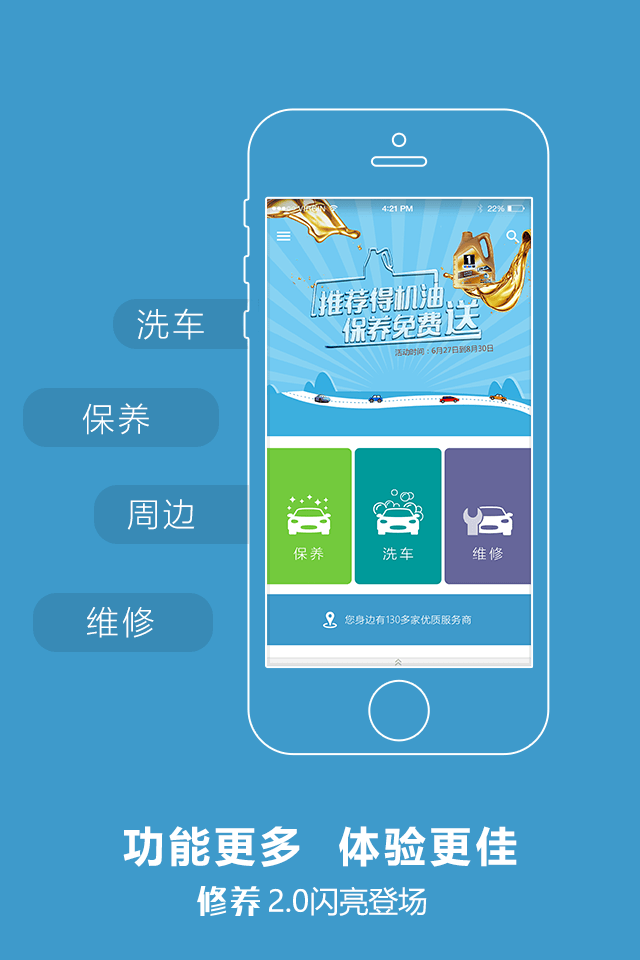 VIRGIN 4:21 PM 22%
1
推荐得机油
保养免费送
活动时间：6月27日到8月30日
洗车
保养
周边
维修
保养 洗车 维修
您身边有130多家优质服务商
功能更多 体验更佳
修养 2.0闪亮登场